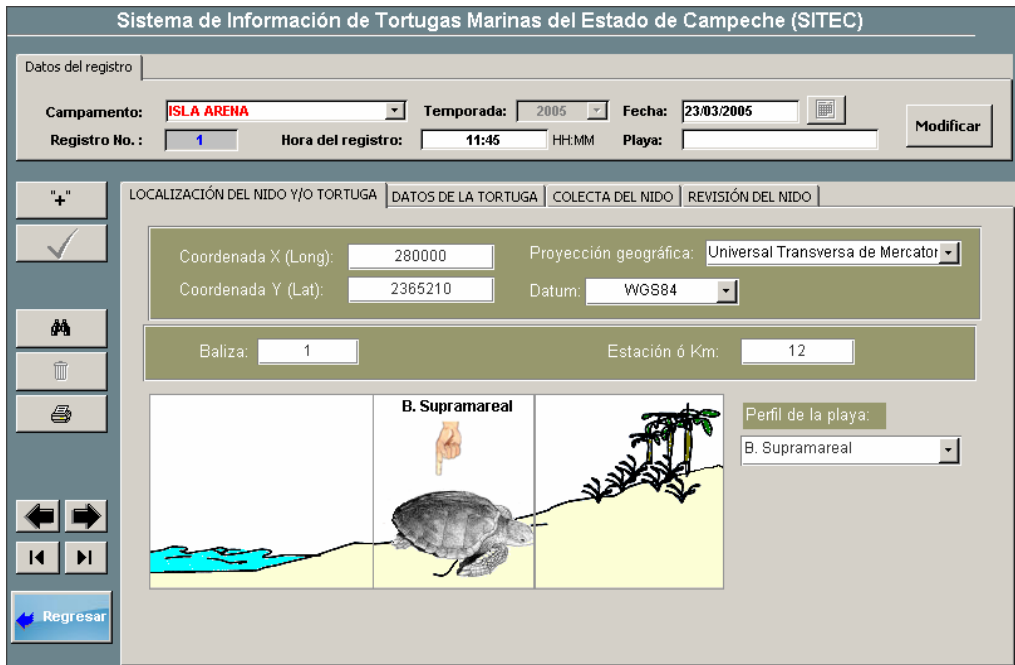 Sistema de Información de Tortugas Marinas del Estado de Campeche (SITEC)
Datos del registro
Campamento: ISLA ARENA Temporada: 2005 Fecha: 23/03/2005
Modificar
Registro No. : 1 Hora del registro: 11:45 HH:MM Playa:
"+"
LOCALIZACIÓN DEL NIDO Y/O TORTUGA DATOS DE LA TORTUGA COLECTA DEL NIDO REVISIÓN DEL NIDO
Coordenada X (Long): 280000 Proyección geográfica: Universal Transversa de Mercator
Coordenada Y (Lat): 2365210 Datum: WGS84
Baliza: 1 Estación ó Km: 12
B. Supramareal
Perfil de la playa:
B. Supramareal
Regresar